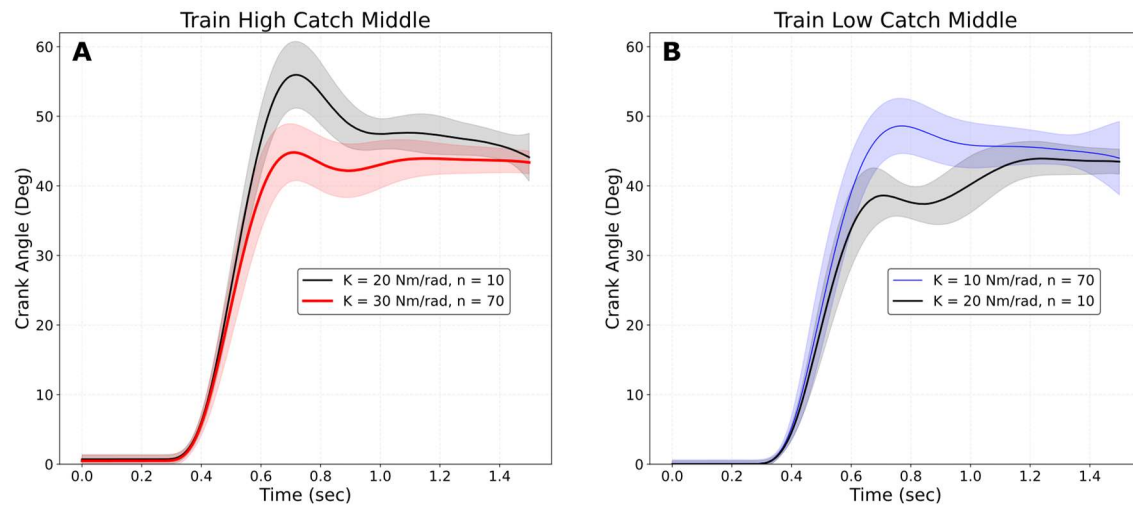 Train High Catch Middle
A
60
50
40
30
20
10
0
Crank Angle (Deg)
K = 20 Nm/rad, n = 10
K = 30 Nm/rad, n = 70
0.0 0.2 0.4 0.6 0.8 1.0 1.2 1.4
Time (sec)
Train Low Catch Middle
B
60
50
40
30
20
10
0
Crank Angle (Deg)
K = 10 Nm/rad, n = 70
K = 20 Nm/rad, n = 10
0.0 0.2 0.4 0.6 0.8 1.0 1.2 1.4
Time (sec)